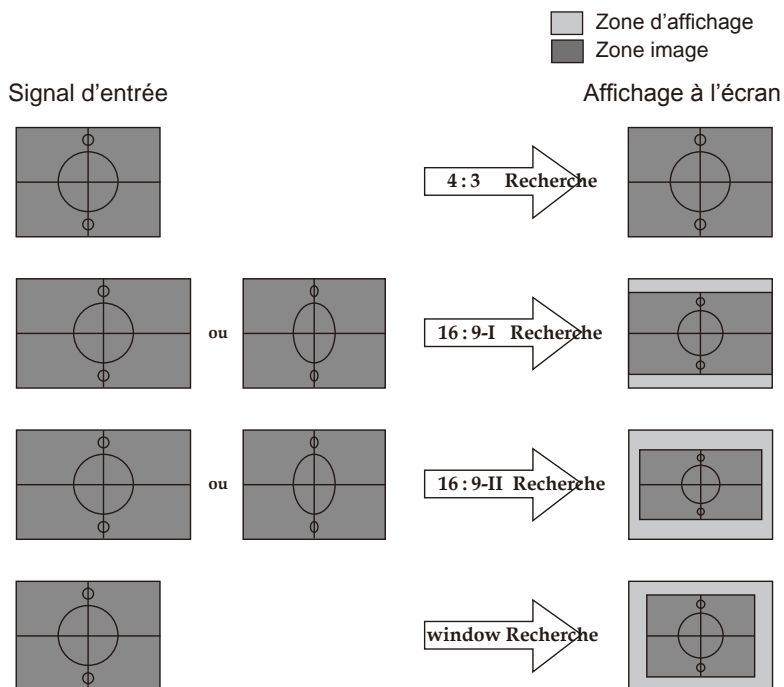 Zone d’affichage
Zone image
Signal d’entrée
Affichage à l’écran
4 : 3 Recherche
ou
16 : 9-I Recherche
ou
16 : 9-II Recherche
window Recherche